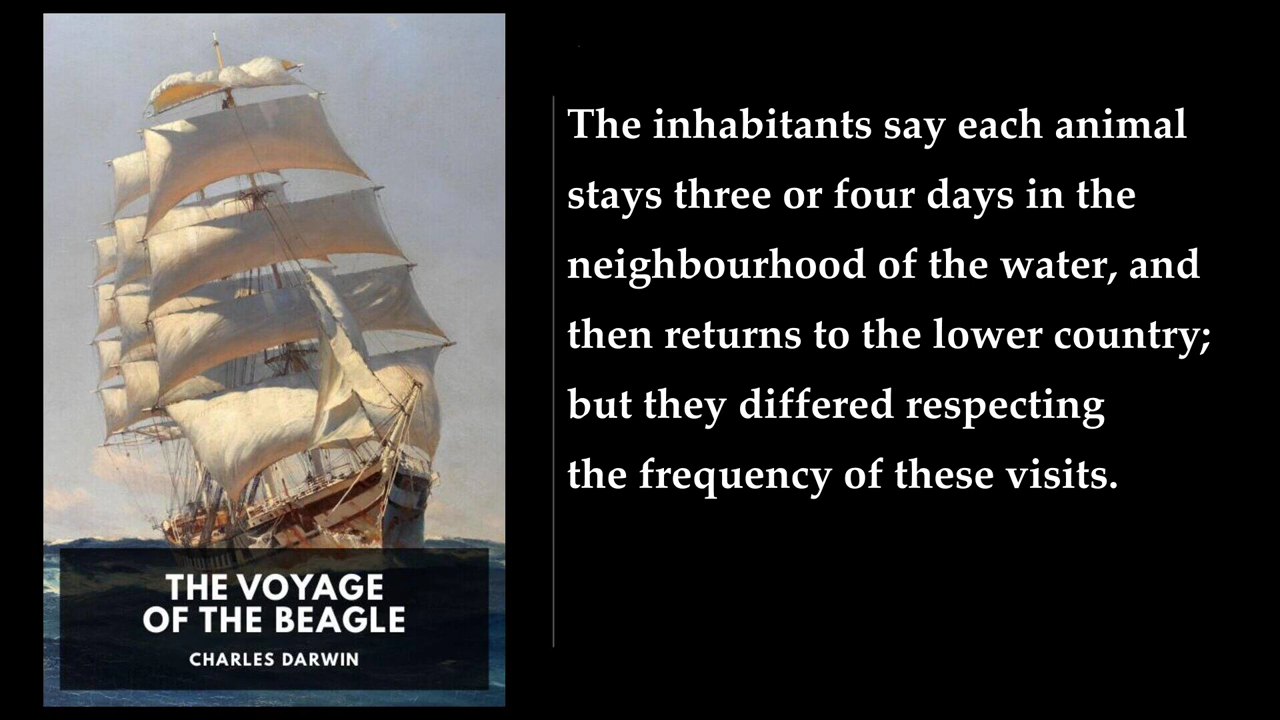 The inhabitants say each animal
stays three or four days in the
neighbourhood of the water, and
then returns to the lower country;
but they differed respecting
the frequency of these visits.
THE VOYAGE
OF THE BEAGLE
CHARLES DARWIN